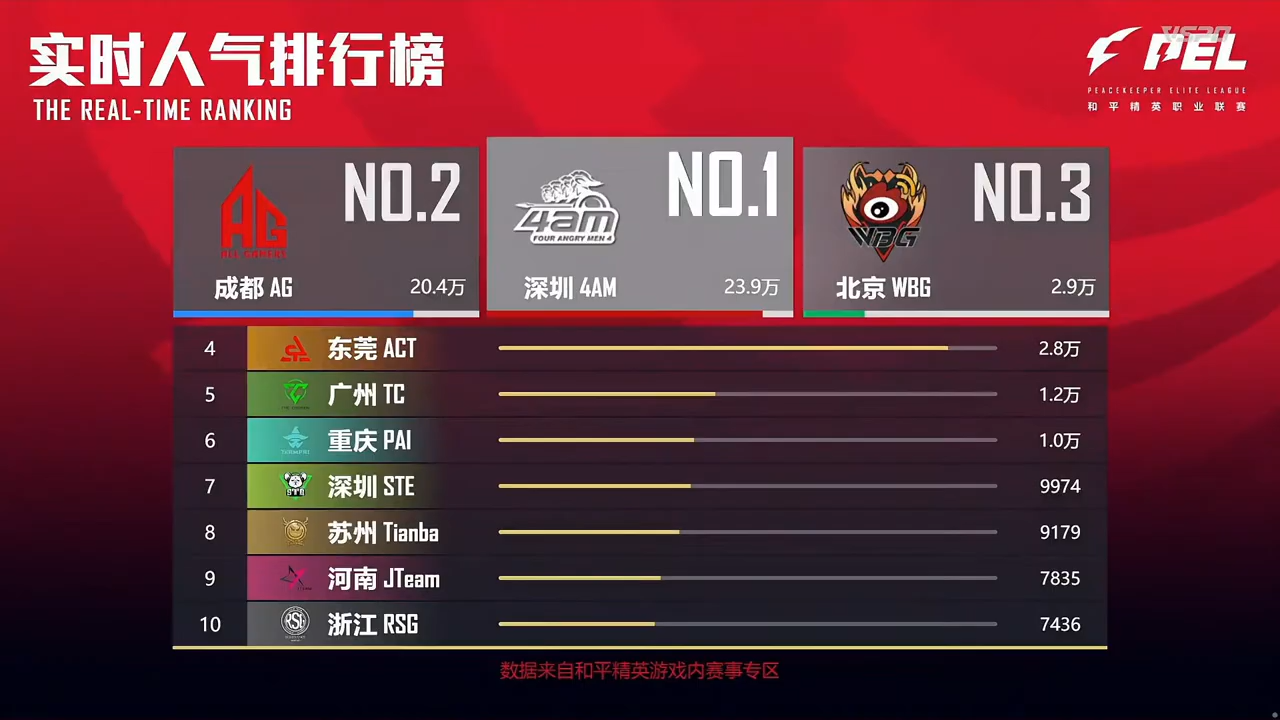 实时人气排行榜
THE REAL-TIME RANKING
VSPO
PEL
PEACEKEEPER ELITE LEAGUE
和平精英职业联赛
AG
ALL GAMERS
NO.2
成都 AG
20.4万
4am
FOUR ANGRY MEN 4
NO.1
深圳 4AM
23.9万
WBG
NO.3
北京 WBG
2.9万
4 东莞 ACT 2.8万
5 广州 TC 1.2万
6 重庆 PAI 1.0万
7 深圳 STE 9974
8 苏州 Tianba 9179
9 河南 JTeam 7835
10 浙江 RSG 7436
数据来自和平精英游戏内赛事专区